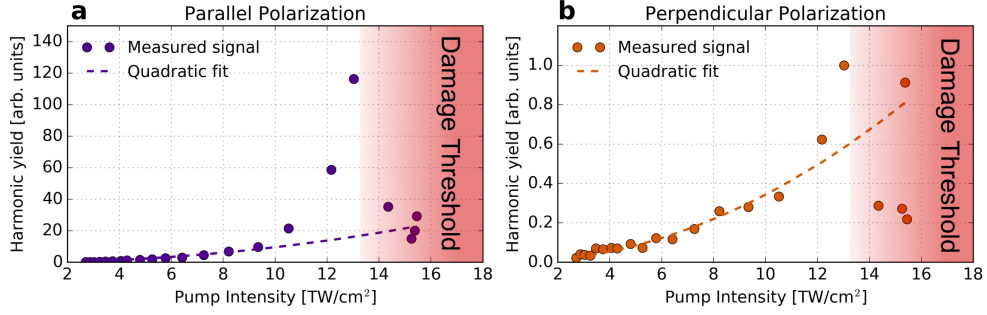 a Parallel Polarization
Harmonic yield [arb. units]
140
120
100
80
60
40
20
0
Measured signal
Quadratic fit
Damage Threshold
2 4 6 8 10 12 14 16 18
Pump Intensity [TW/cm²]
b Perpendicular Polarization
Harmonic yield [arb. units]
1.0
0.8
0.6
0.4
0.2
0.0
Measured signal
Quadratic fit
Damage Threshold
2 4 6 8 10 12 14 16 18
Pump Intensity [TW/cm²]